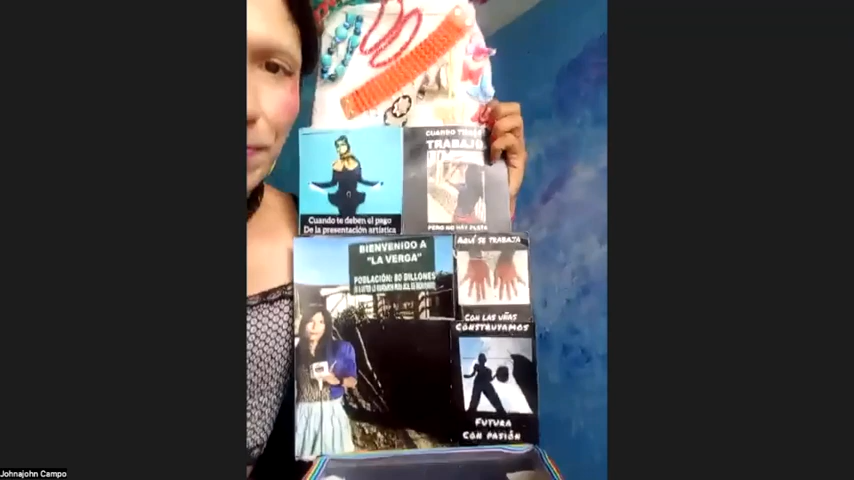 CUANDO
TRABAJO
PERO NO HAY PLATA
Cuando te deben el pago
De la presentación artística
BIENVENIDO A
"LA VERGA"
POBLACIÓN: 80 BILLONES
AQUÍ SE TRABAJA
CON LAS UÑAS
CONSTRUYAMOS
FUTURA
CON PASIÓN
Johnajohn Campo